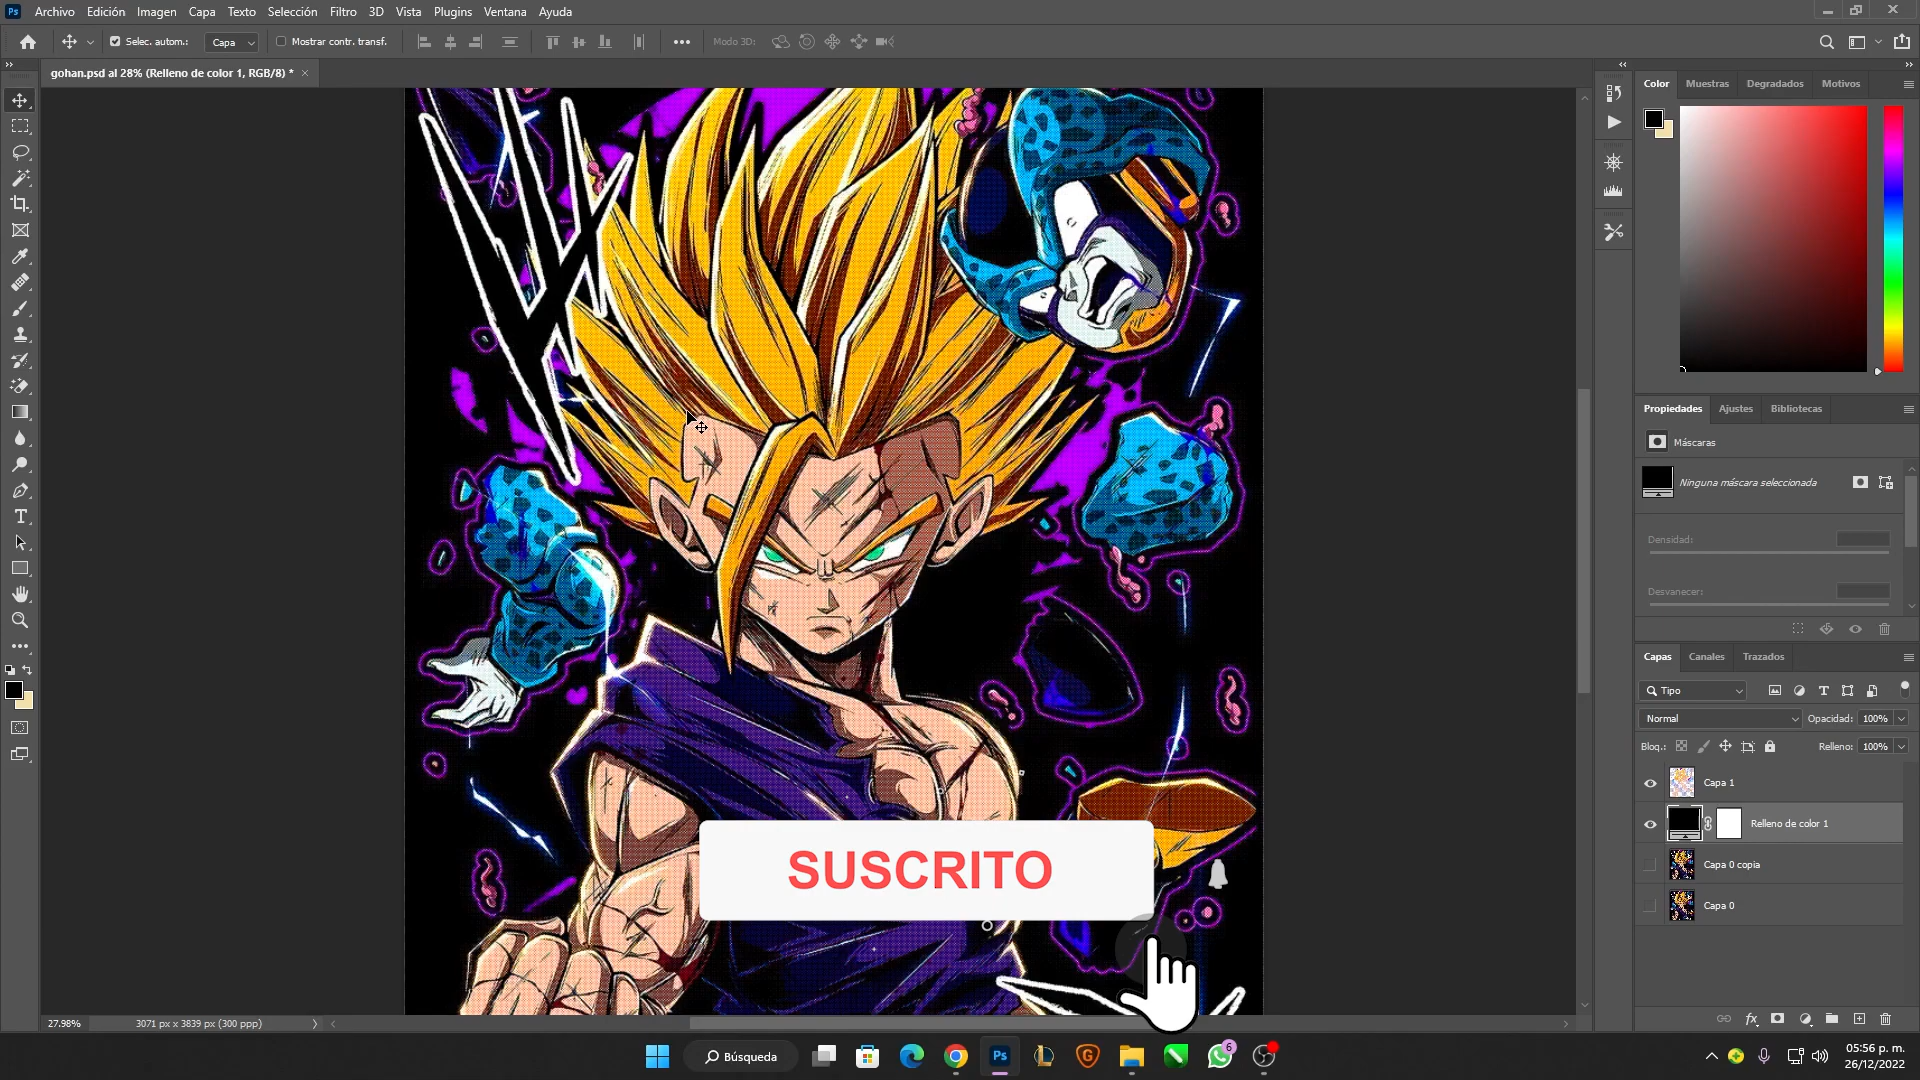 Ps Archivo Edición Imagen Capa Texto Selección Filtro 3D Vista Plugins Ventana Ayuda
Selec. autom.: Capa Mostrar contr. transf. Modo 3D:
gohan.psd al 28% (Relleno de color 1, RGB/8) *
Color Muestras Degradados Motivos
Propiedades Ajustes Bibliotecas
Máscaras
Ninguna máscara seleccionada
Densidad:
Desvanecer:
Capas Canales Trazados
Tipo
Normal Opacidad: 100%
Bloq.: Relleno: 100%
Capa 1
Relleno de color 1
Capa 0 copia
Capa 0
SUSCRITO
27.98% 3071 px x 3839 px (300 ppp)
Búsqueda
Ps
6
05:56 p. m.
26/12/2022